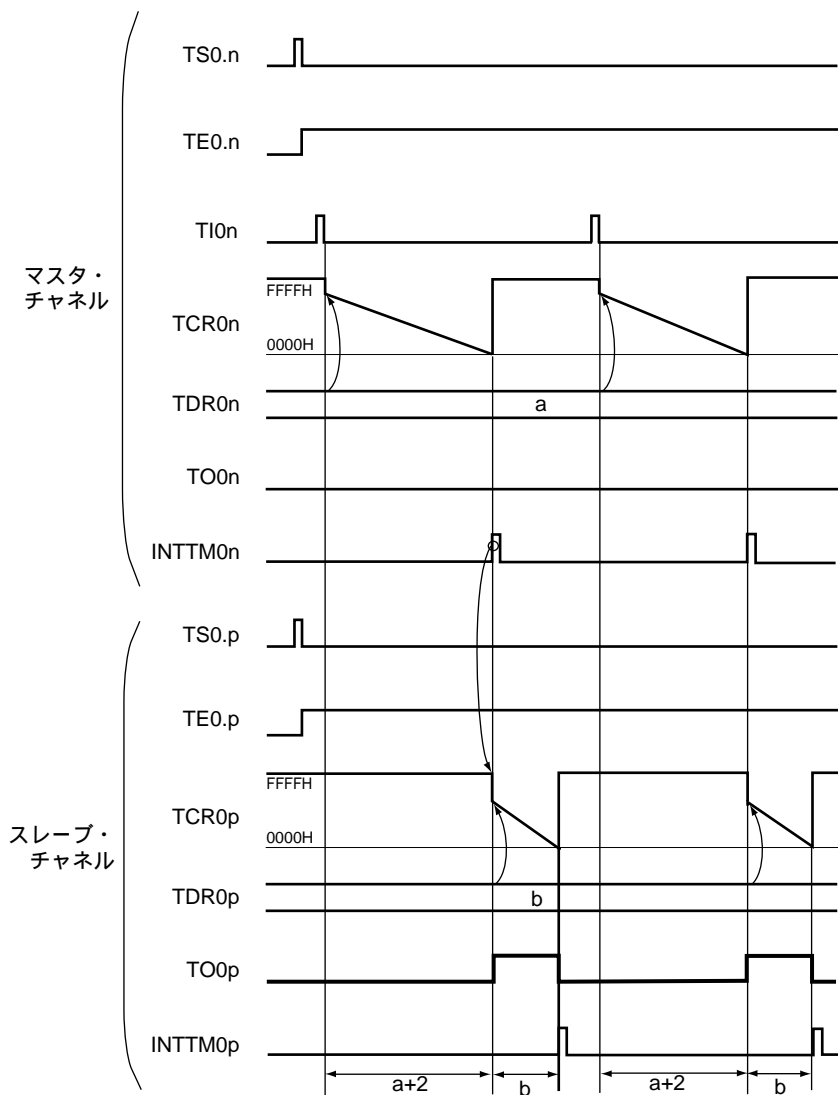 TS0.n
TE0.n
TI0n
マスタ・
チャネル
FFFFH
TCR0n
0000H
TDR0n
a
TO0n
INTTM0n
TS0.p
TE0.p
FFFFH
TCR0p
スレーブ・
チャネル
0000H
TDR0p
b
TO0p
INTTM0p
a+2
b
a+2
b